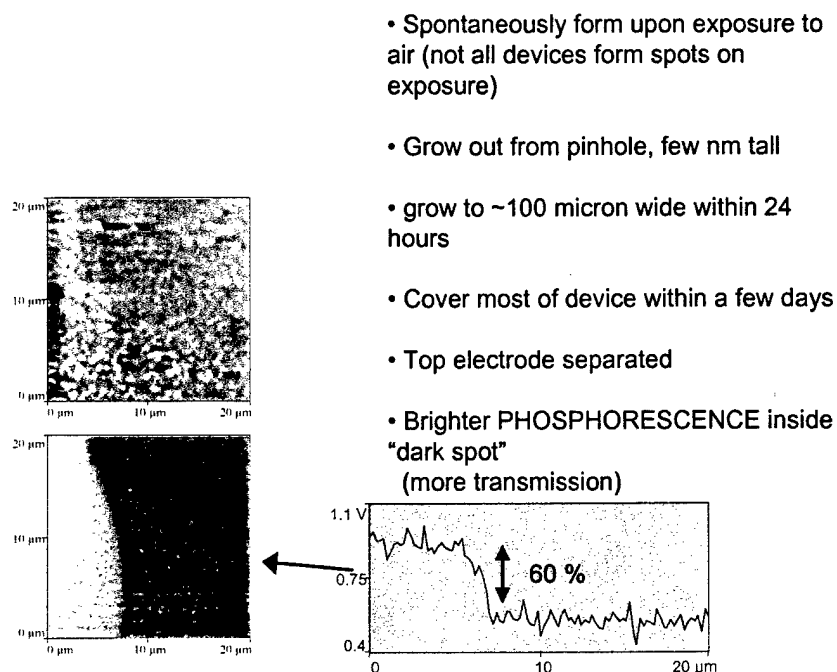 • Spontaneously form upon exposure to
air (not all devices form spots on
exposure)
• Grow out from pinhole, few nm tall
• grow to ~100 micron wide within 24
hours
• Cover most of device within a few days
• Top electrode separated
• Brighter PHOSPHORESCENCE inside
“dark spot”
(more transmission)
20 µm
10 µm
0 µm
0 µm 10 µm 20 µm
20 µm
10 µm
0 µm
0 µm 10 µm 20 µm
1.1 V
0.75
0.4
60 %
0 10 20 µm